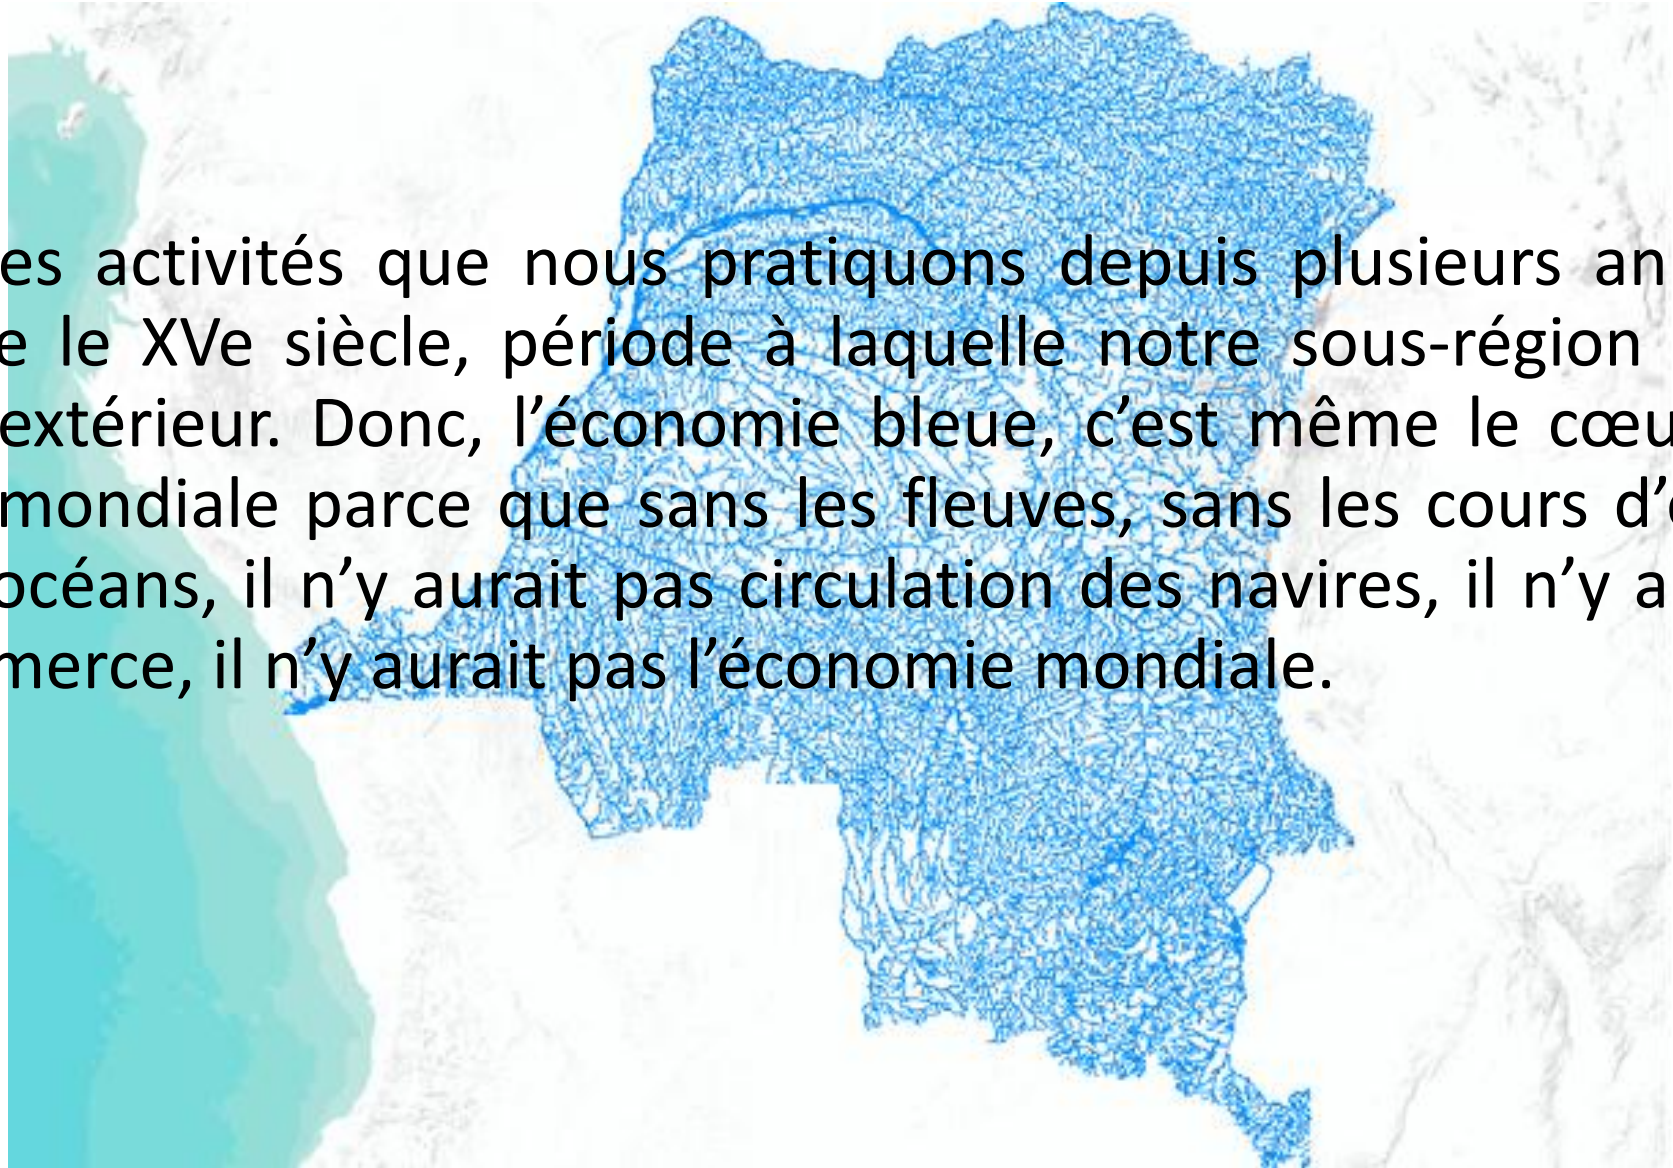 es activités que nous pratiquons depuis plusieurs an
e le XVe siècle, période à laquelle notre sous-région
extérieur. Donc, l’économie bleue, c’est même le cœu
mondiale parce que sans les fleuves, sans les cours d’
océans, il n’y aurait pas circulation des navires, il n’y a
merce, il n’y aurait pas l’économie mondiale.